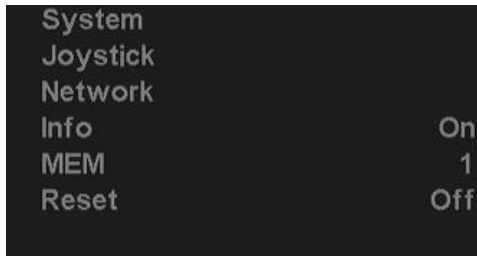 System
Joystick
Network
Info On
MEM 1
Reset Off